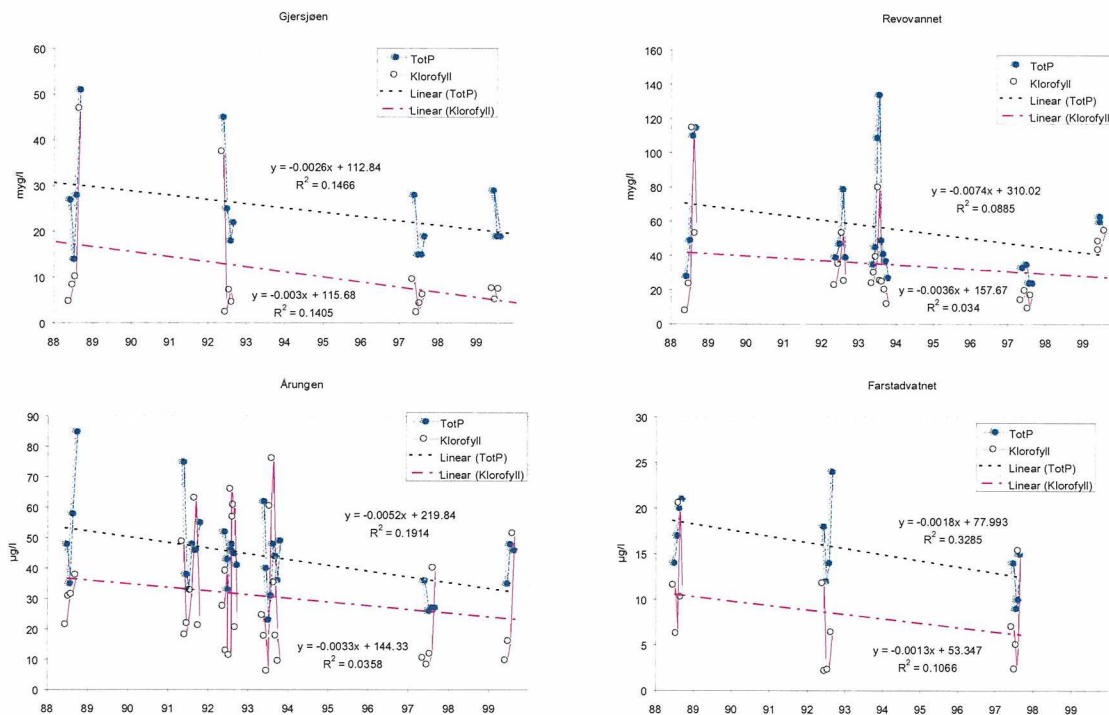 Gjersjøen
60
50
40
30
20
10
0
myg/l
TotP
Klorofyll
Linear (TotP)
Linear (Klorofyll)
y = -0.0026x + 112.84
R² = 0.1466
y = -0.003x + 115.68
R² = 0.1405
88 89 90 91 92 93 94 95 96 97 98 99
Revovannet
160
140
120
100
80
60
40
20
0
myg/l
TotP
Klorofyll
Linear (TotP)
Linear (Klorofyll)
y = -0.0074x + 310.02
R² = 0.0885
y = -0.0036x + 157.67
R² = 0.034
88 89 90 91 92 93 94 95 96 97 98 99
Årungen
90
80
70
60
50
40
30
20
10
0
µg/l
TotP
Klorofyll
Linear (TotP)
Linear (Klorofyll)
y = -0.0052x + 219.84
R² = 0.1914
y = -0.0033x + 144.33
R² = 0.0358
88 89 90 91 92 93 94 95 96 97 98 99
Farstadvatnet
30
25
20
15
10
5
0
µg/l
TotP
Klorofyll
Linear (TotP)
Linear (Klorofyll)
y = -0.0018x + 77.993
R² = 0.3285
y = -0.0013x + 53.347
R² = 0.1066
88 89 90 91 92 93 94 95 96 97 98 99